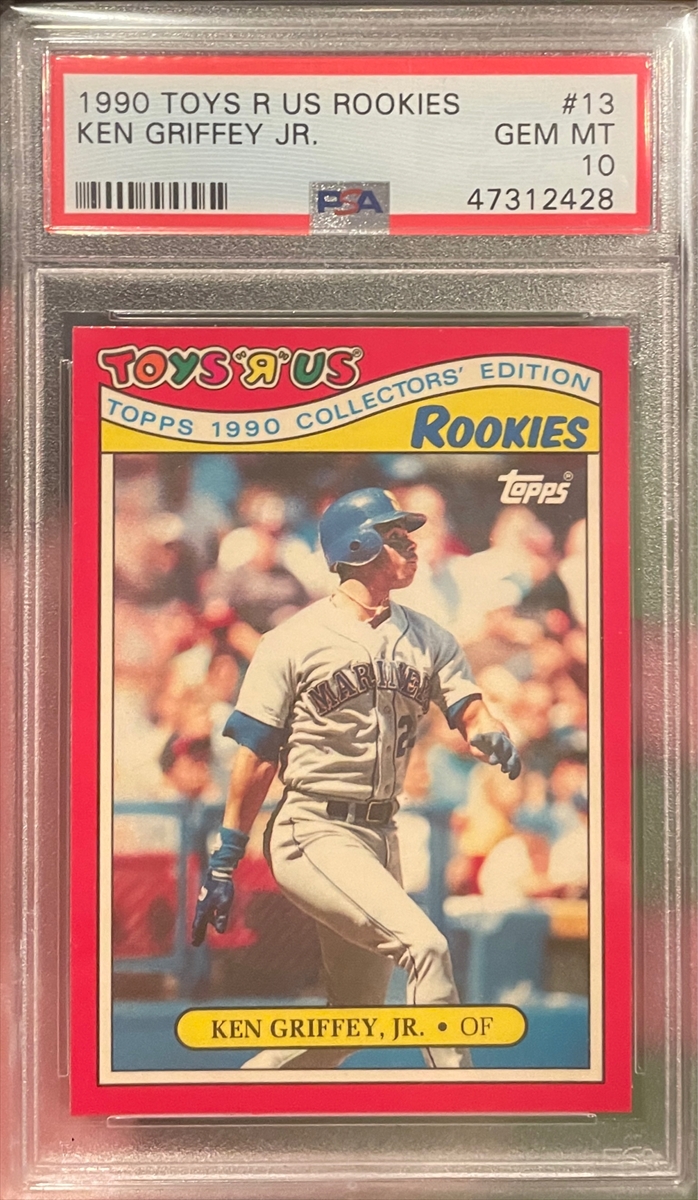 1990 TOYS R US ROOKIES #13
KEN GRIFFEY JR. GEM MT
10
PSA 47312428
TOYS "R" US®
TOPPS 1990 COLLECTORS' EDITION
ROOKIES
topps
MARINERS
2
KEN GRIFFEY, JR. • OF